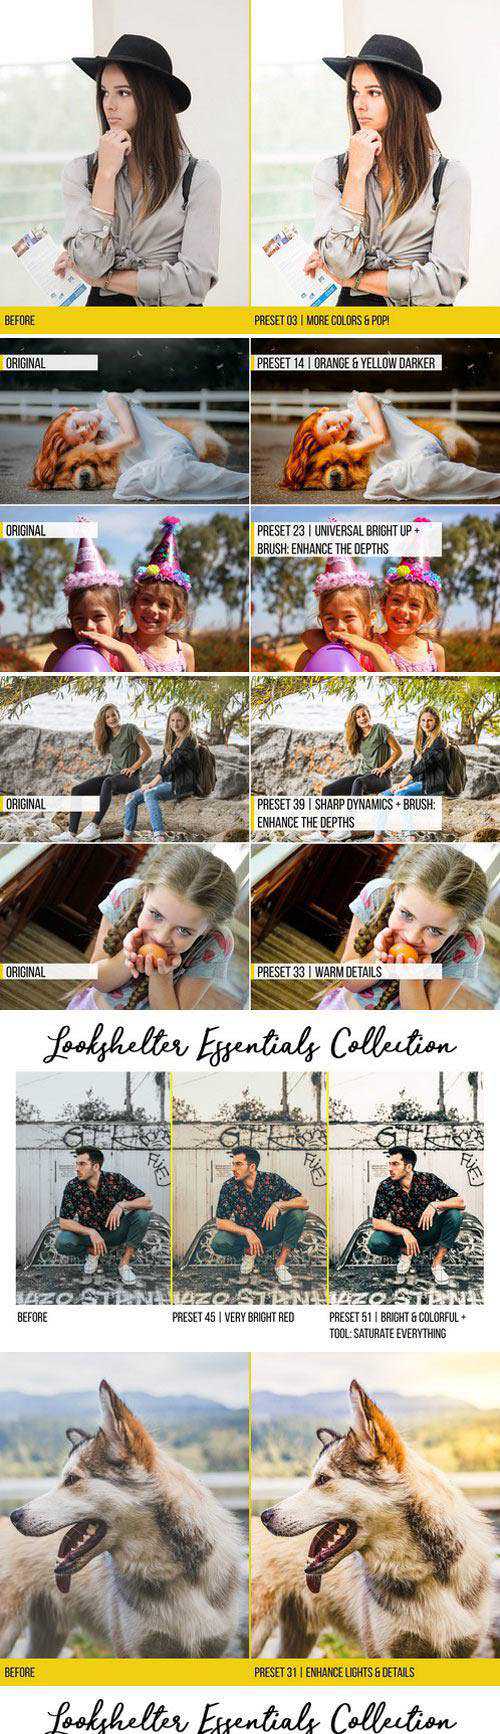 BEFORE
PRESET 03 | MORE COLORS & POP!
ORIGINAL
PRESET 14 | ORANGE & YELLOW DARKER
ORIGINAL
PRESET 23 | UNIVERSAL BRIGHT UP +
BRUSH: ENHANCE THE DEPTHS
ORIGINAL
PRESET 39 | SHARP DYNAMICS + BRUSH:
ENHANCE THE DEPTHS
ORIGINAL
PRESET 33 | WARM DETAILS
Lookshelter Essentials Collection
BEFORE
PRESET 45 | VERY BRIGHT RED
PRESET 51 | BRIGHT & COLORFUL +
TOOL: SATURATE EVERYTHING
BEFORE
PRESET 31 | ENHANCE LIGHTS & DETAILS
Lookshelter Essentials Collection